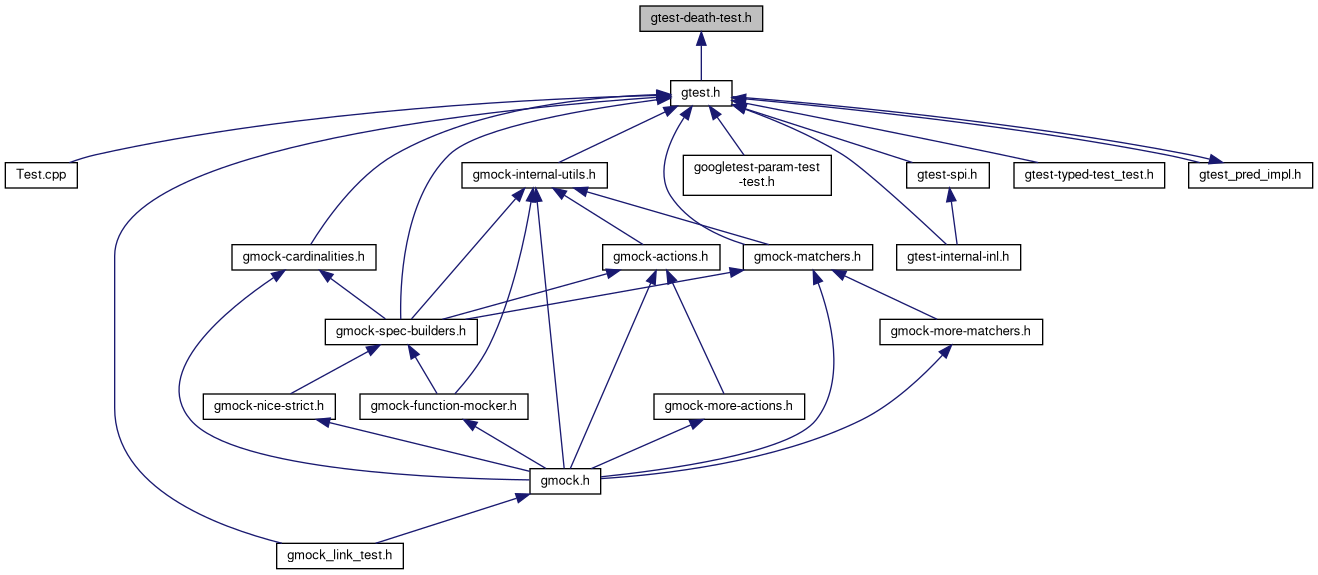 gtest-death-test.h
gtest.h
Test.cpp
gmock-internal-utils.h
googletest-param-test
-test.h
gtest-spi.h
gtest-typed-test_test.h
gtest_pred_impl.h
gmock-cardinalities.h
gmock-actions.h
gmock-matchers.h
gtest-internal-inl.h
gmock-spec-builders.h
gmock-more-matchers.h
gmock-nice-strict.h
gmock-function-mocker.h
gmock-more-actions.h
gmock.h
gmock_link_test.h